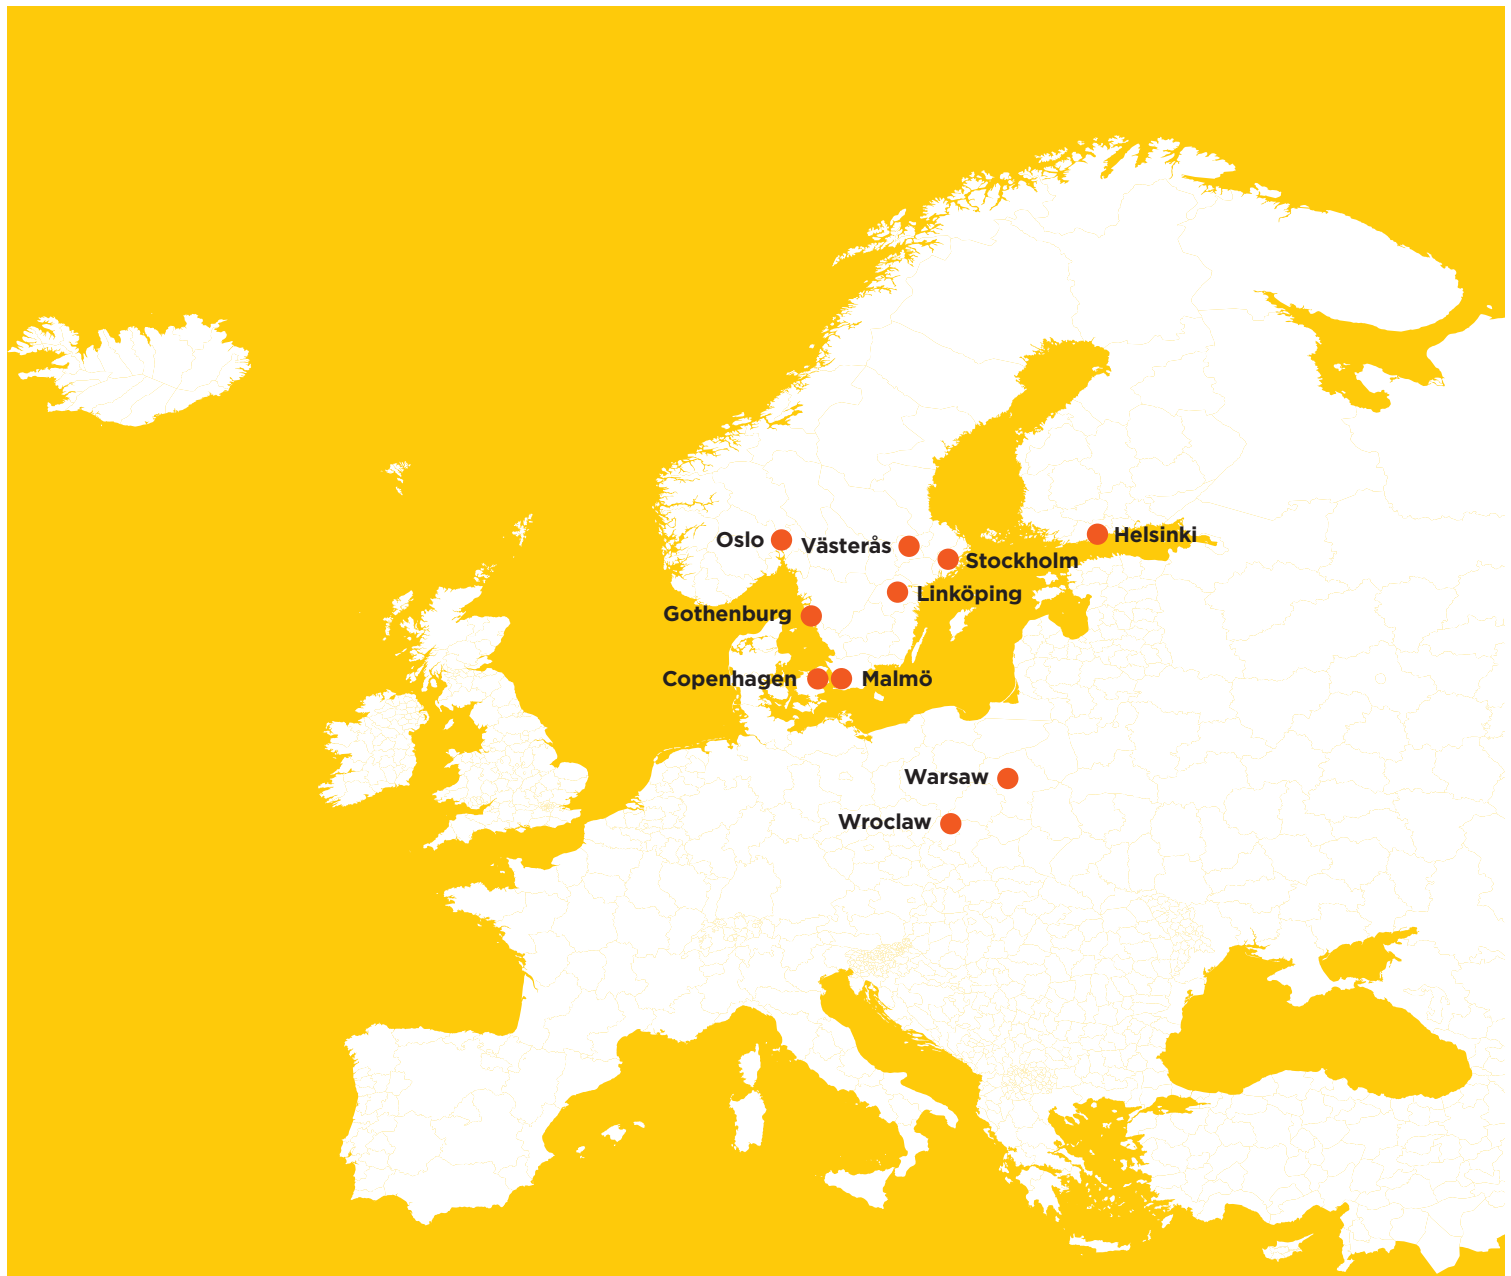 Oslo
Västerås
Helsinki
Stockholm
Linköping
Gothenburg
Copenhagen
Malmö
Warsaw
Wroclaw